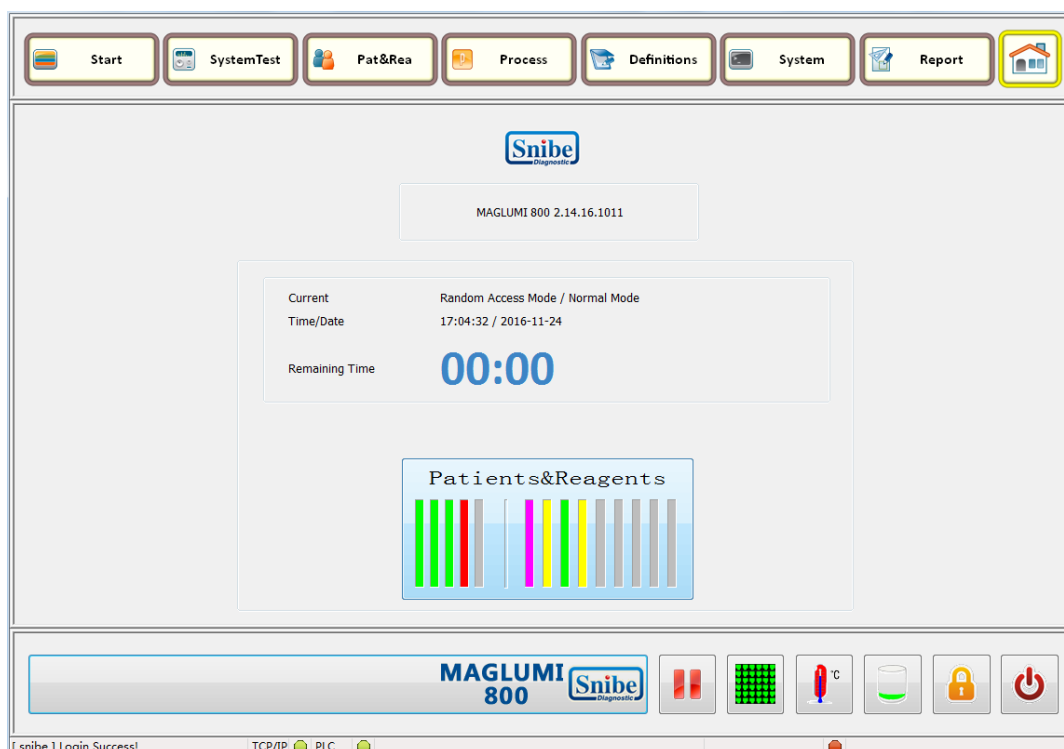 Start SystemTest Pat&Rea Process Definitions System Report
Snibe
Diagnostic
MAGLUMI 800 2.14.16.1011
Current Random Access Mode / Normal Mode
Time/Date 17:04:32 / 2016-11-24
Remaining Time 00:00
Patients&Reagents
MAGLUMI
800
Snibe
Diagnostic
°C
[ snibe ] Login Success! TCP/IP PLC